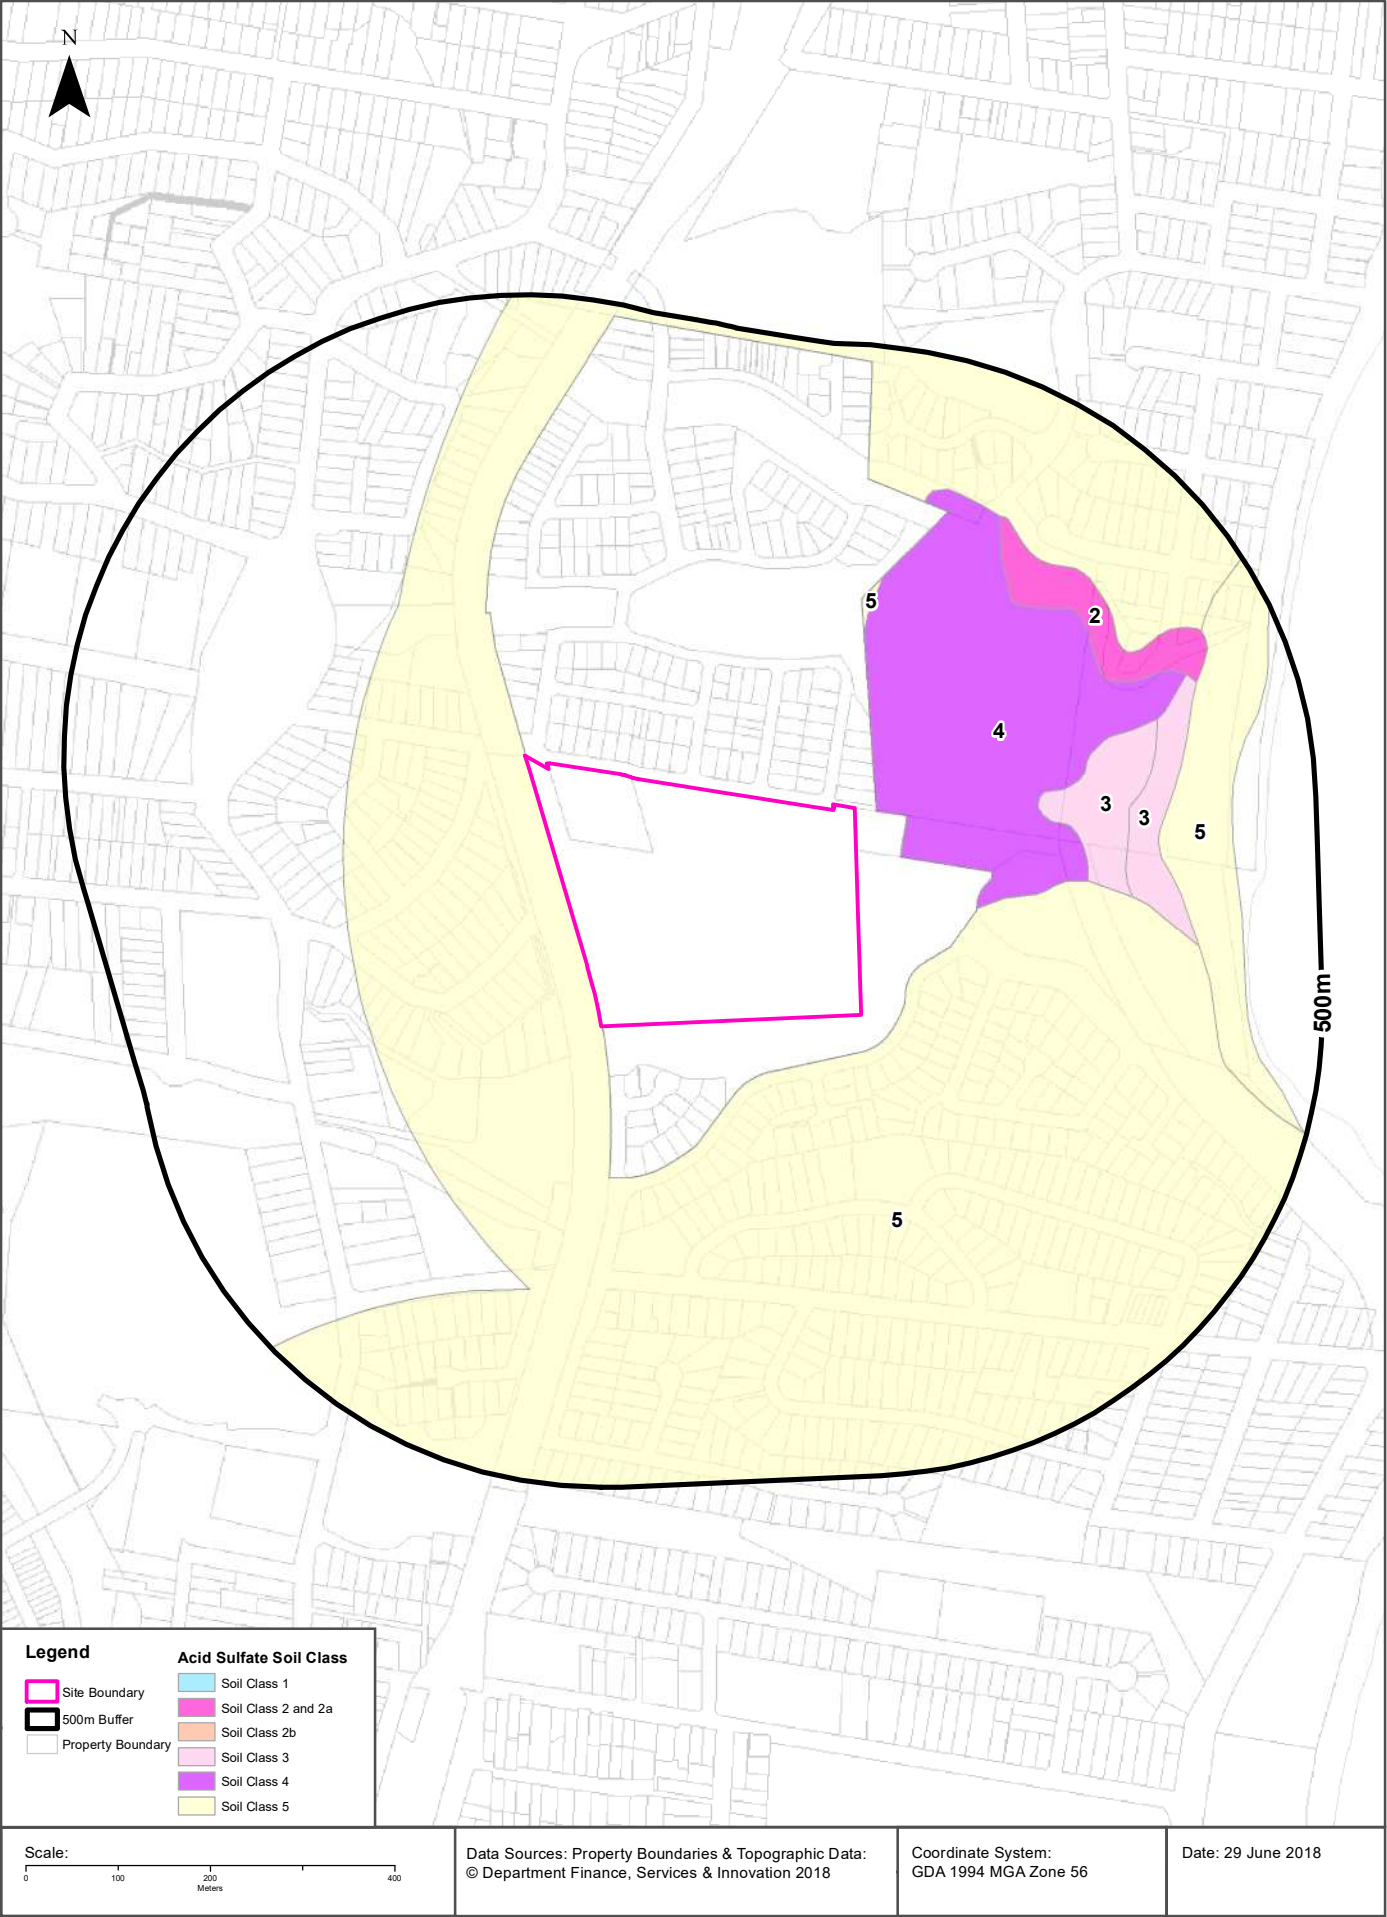 N
5
2
4
3
3
5
500m
5
Legend
Site Boundary
500m Buffer
Property Boundary
Acid Sulfate Soil Class
Soil Class 1
Soil Class 2 and 2a
Soil Class 2b
Soil Class 3
Soil Class 4
Soil Class 5
Scale:
0 100 200 400
Meters
Data Sources: Property Boundaries & Topographic Data:
© Department Finance, Services & Innovation 2018
Coordinate System:
GDA 1994 MGA Zone 56
Date: 29 June 2018